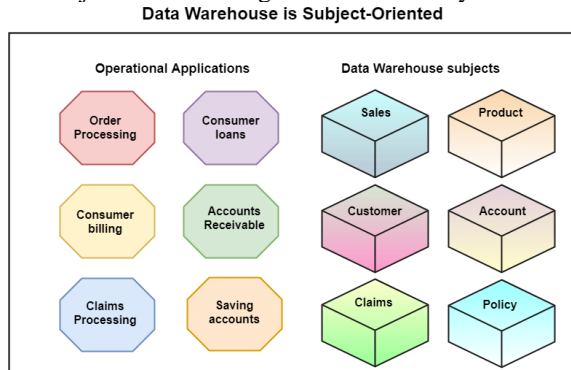 Data Warehouse is Subject-Oriented
Operational Applications
Data Warehouse subjects
Order
Processing
Consumer
loans
Sales
Product
Consumer
billing
Accounts
Receivable
Customer
Account
Claims
Processing
Saving
accounts
Claims
Policy